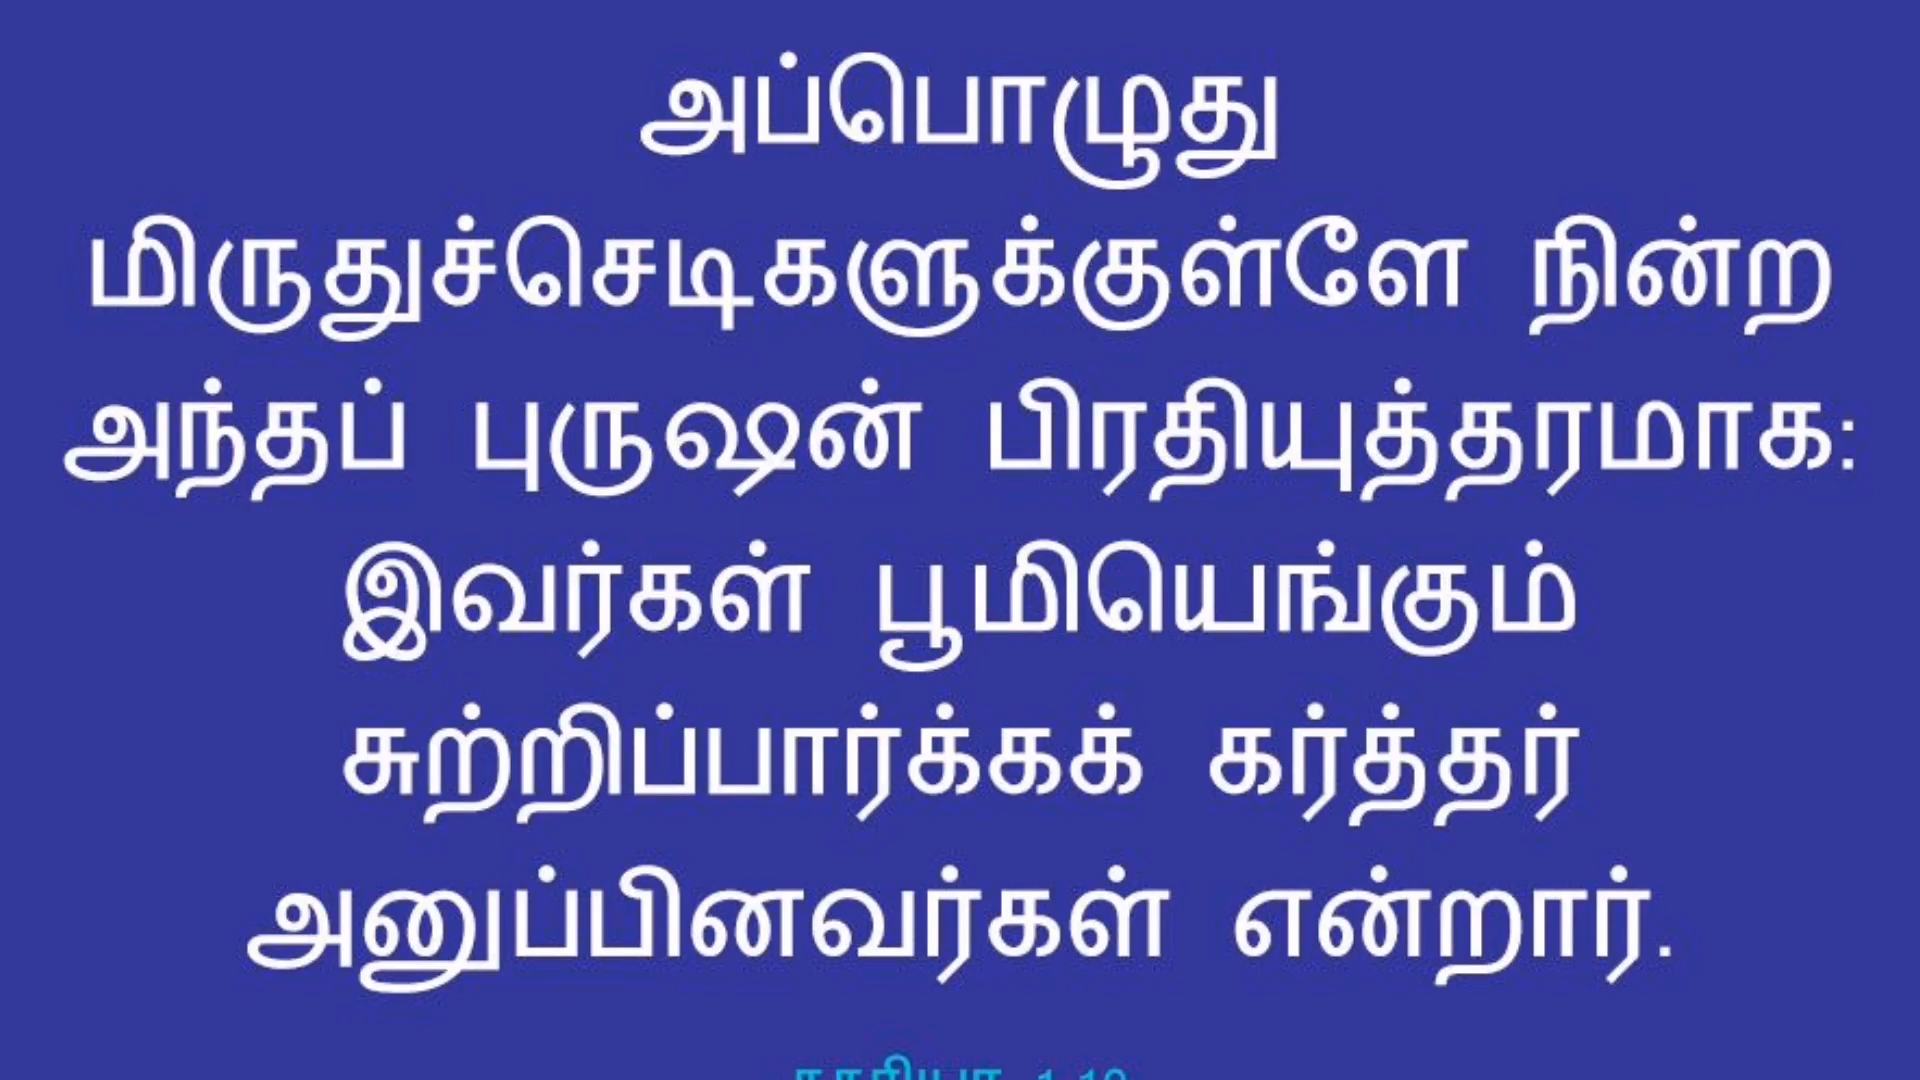 அப்பொழுது
மிருதுச்செடிகளுக்குள்ளே நின்ற
அந்தப் புருஷன் பிரதியுத்தரமாக:
இவர்கள் பூமியெங்கும்
சுற்றிப்பார்க்கக் கர்த்தர்
அனுப்பினவர்கள் என்றார்.